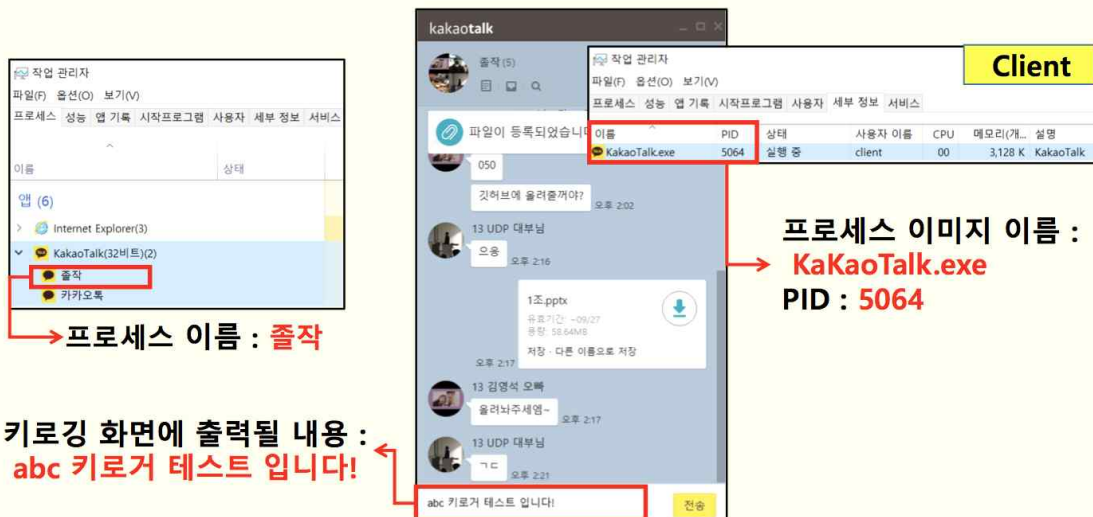 작업 관리자
파일(F) 옵션(O) 보기(V)
프로세스 성능 앱 기록 시작프로그램 사용자 세부 정보 서비스
이름 상태
앱 (6)
Internet Explorer(3)
KakaoTalk(32비트)(2)
졸작
카카오톡
프로세스 이름 : 졸작
키로깅 화면에 출력될 내용 :
abc 키로거 테스트 입니다!
kakaotalk
졸작 (5)
파일이 등록되었습니다
050
깃허브에 올려줄꺼야?
오후 2:02
13 UDP 대부님
으응
오후 2:16
1조.pptx
유효기간 ~09/27
용량 58.64MB
저장 · 다른 이름으로 저장
오후 2:17
13 김영석 오빠
올려놔주세엠~
오후 2:17
13 UDP 대부님
ㄱㄷ
오후 2:21
abc 키로거 테스트 입니다!
전송
Client
작업 관리자
파일(F) 옵션(O) 보기(V)
프로세스 성능 앱 기록 시작프로그램 사용자 세부 정보 서비스
이름 PID 상태 사용자 이름 CPU 메모리(개... 설명
KakaoTalk.exe 5064 실행 중 client 00 3,128 K KakaoTalk
프로세스 이미지 이름 :
KaKaoTalk.exe
PID : 5064